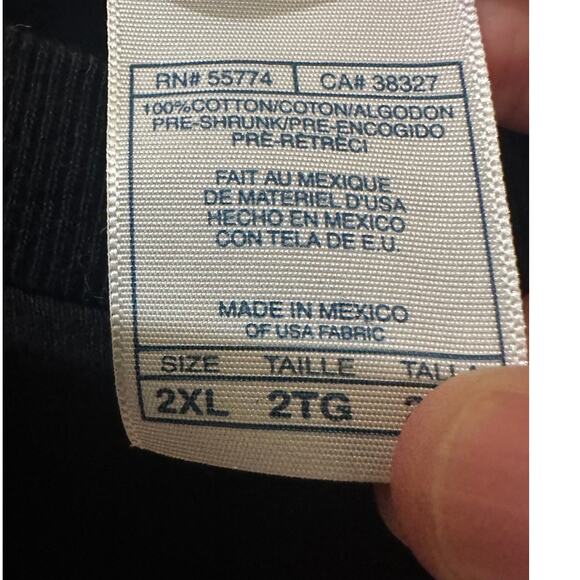 RN# 55774 CA# 38327
100%COTTON/COTON/ALGODON
PRE-SHRUNK/PRE-ENCOGIDO
PRÉ-RÉTRÉCI
FAIT AU MEXIQUE
DE MATERIEL D'USA
HECHO EN MEXICO
CON TELA DE E.U.
MADE IN MEXICO
OF USA FABRIC
SIZE TAILLE TALLA
2XL 2TG